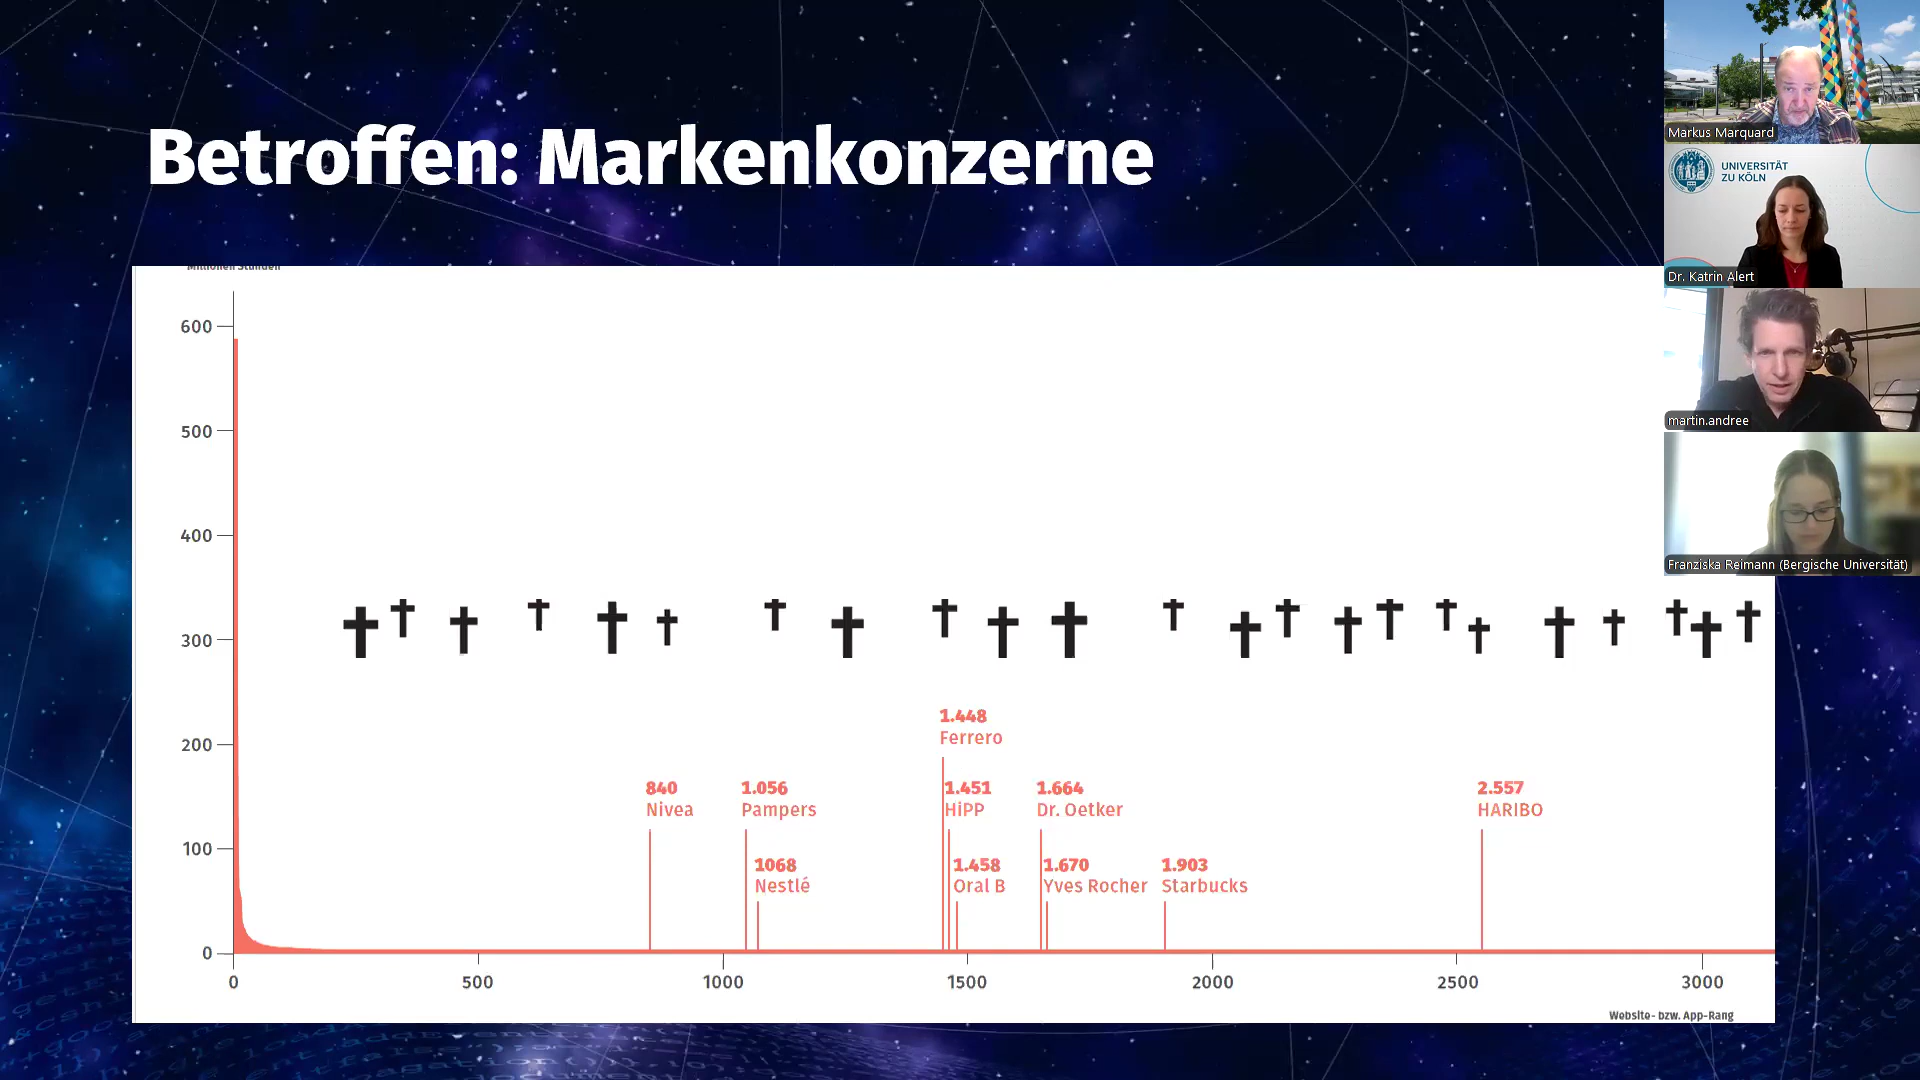 Betroffen: Markenkonzerne
Millionen Stunden
600
500
400
300
200
100
0
1.448
Ferrero
840
Nivea
1.056
Pampers
1.451
HiPP
1.664
Dr. Oetker
2.557
HARIBO
1068
Nestlé
1.458
Oral B
1.670
Yves Rocher
1.903
Starbucks
0 500 1000 1500 2000 2500 3000
Website- bzw. App-Rang
Markus Marquard
UNIVERSITÄT
ZU KÖLN
Dr. Katrin Alert
martin.andree
Franziska Reimann (Bergische Universität)